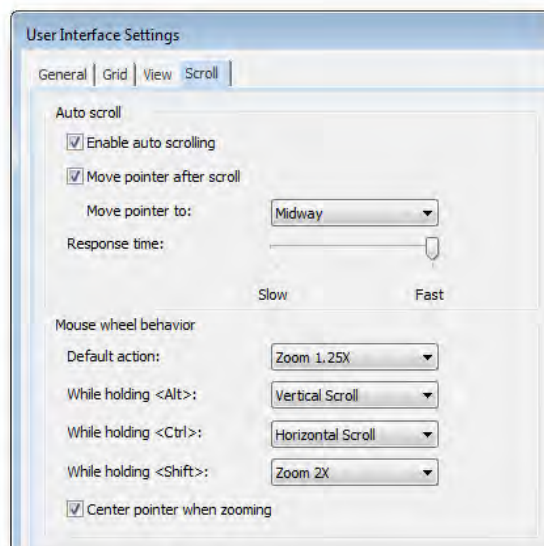 User Interface Settings
General | Grid | View | Scroll
Auto scroll
Enable auto scrolling
Move pointer after scroll
Move pointer to: Midway
Response time:
Slow Fast
Mouse wheel behavior
Default action: Zoom 1.25X
While holding <Alt>: Vertical Scroll
While holding <Ctrl>: Horizontal Scroll
While holding <Shift>: Zoom 2X
Center pointer when zooming